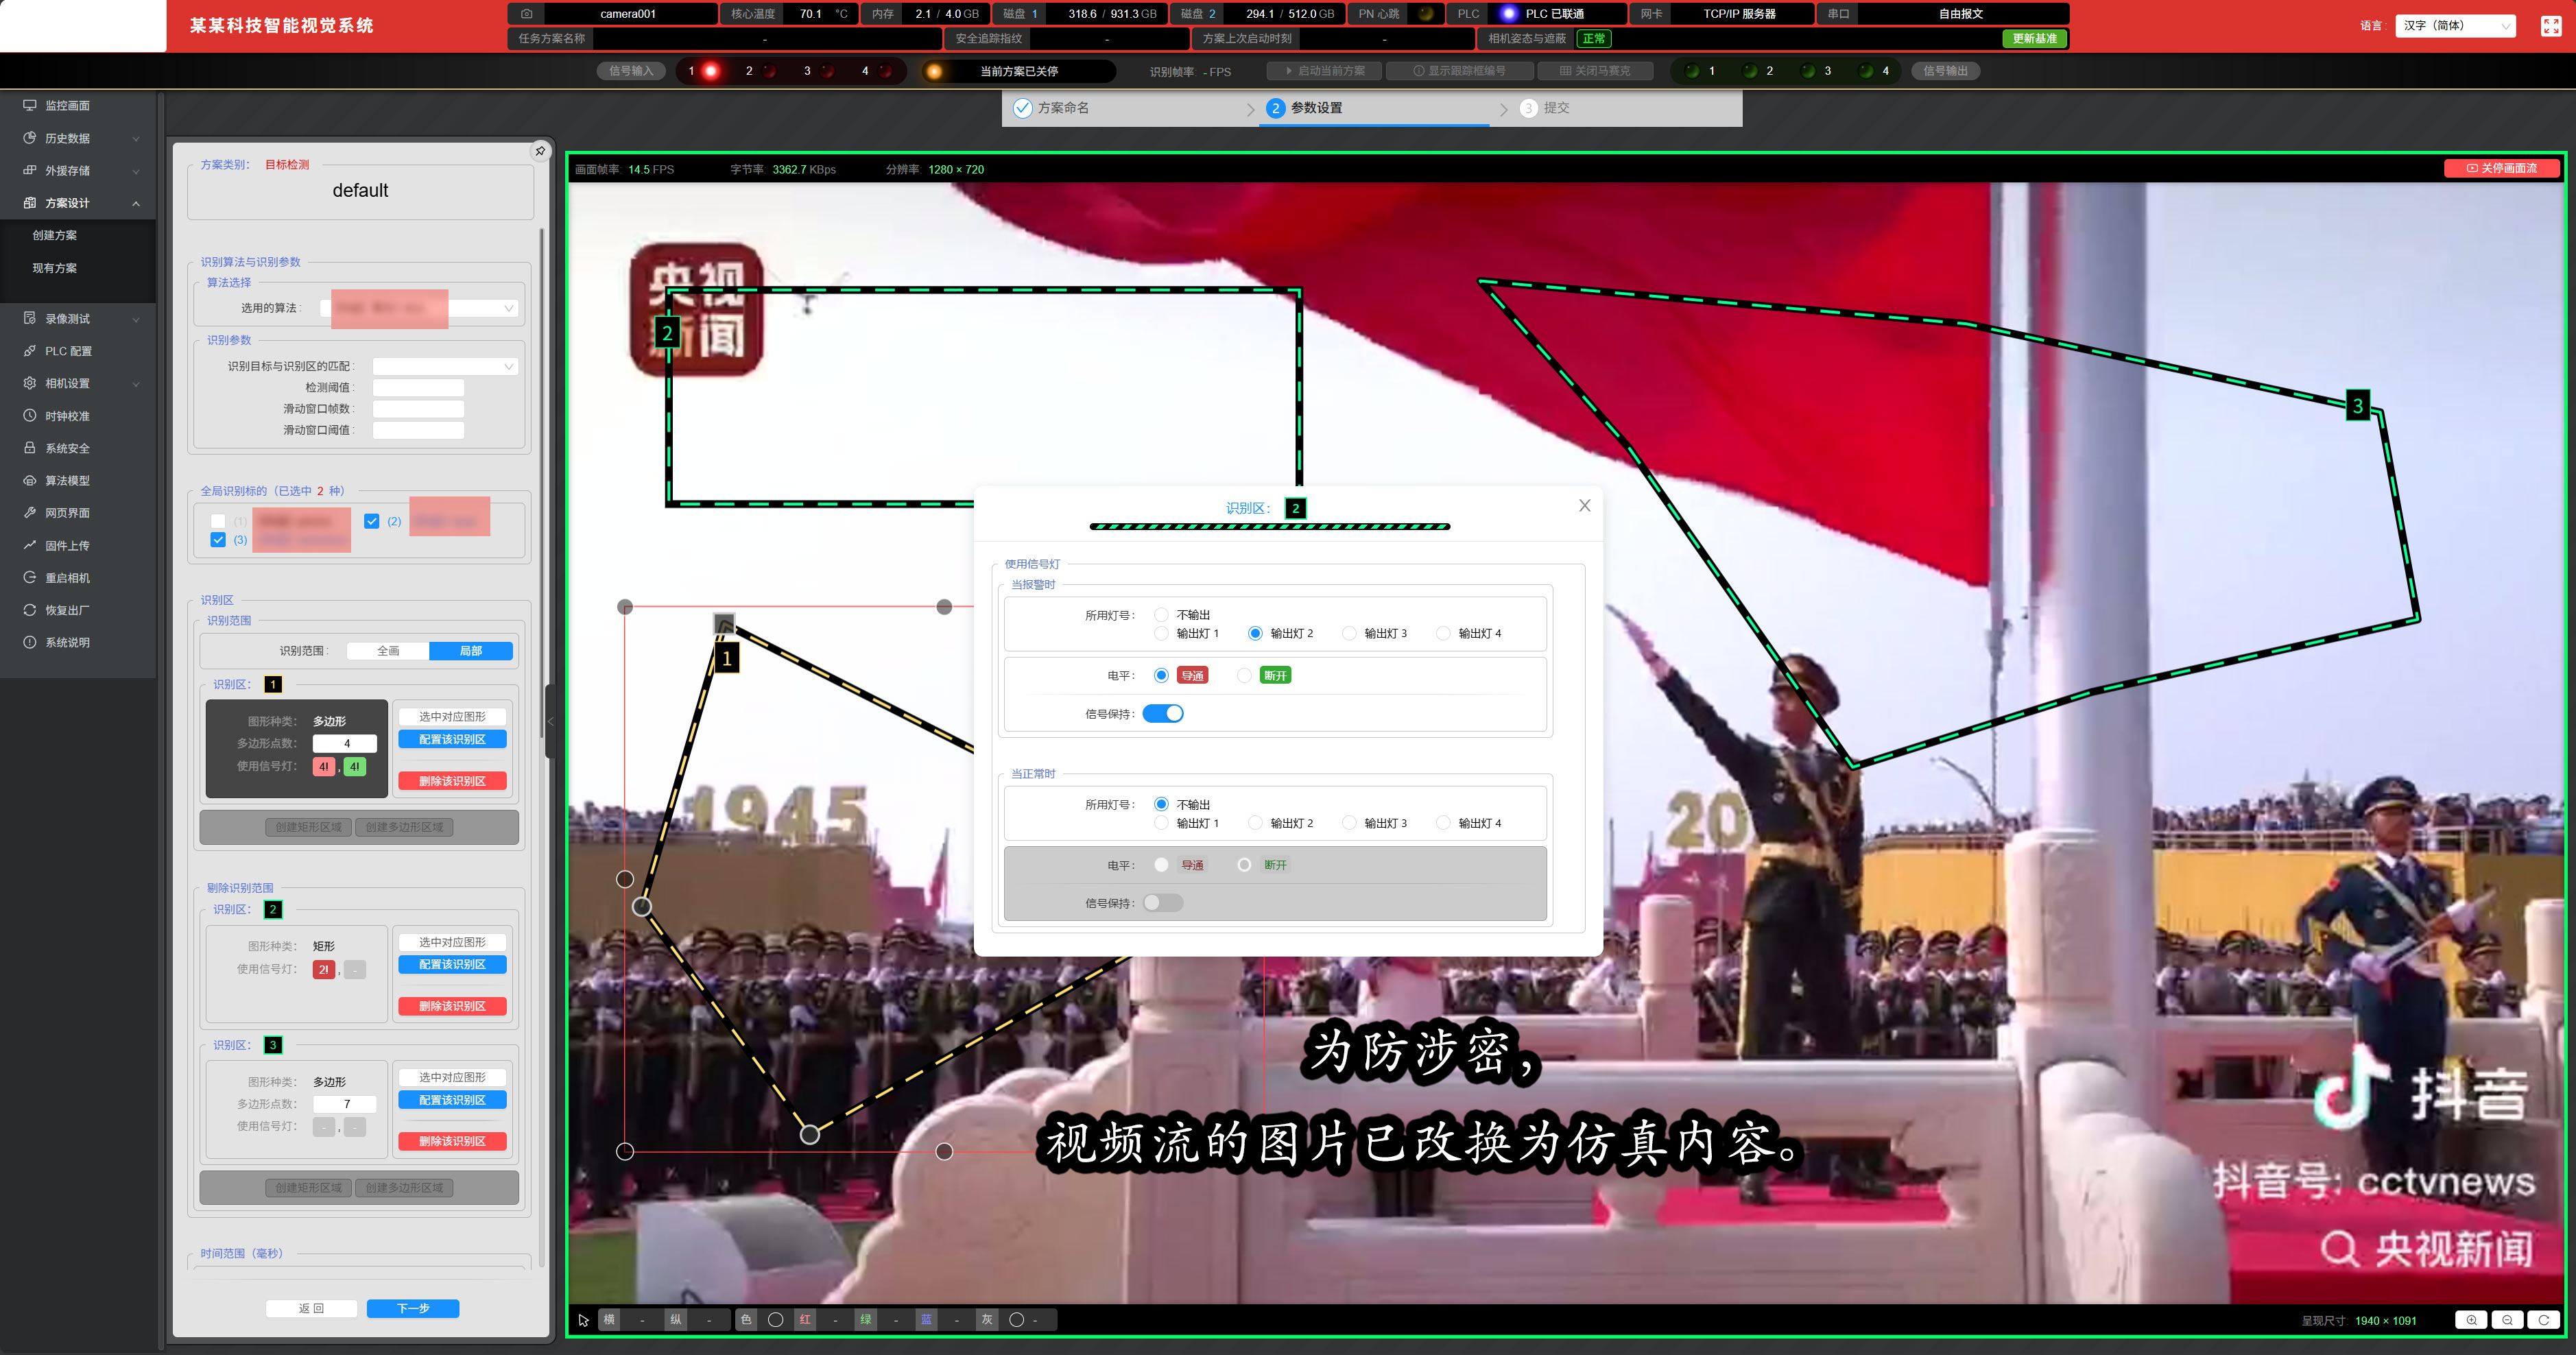 某某科技智能视觉系统
camera001
核心温度 70.1 °C
内存 2.1 / 4.0 GB
磁盘 1 318.6 / 931.3 GB
磁盘 2 294.1 / 512.0 GB
PN 心跳
PLC PLC 已联通
网卡 TCP/IP 服务器
串口 自由报文
任务方案名称 -
安全追踪指纹 -
方案上次启动时刻 -
相机姿态与遮蔽 正常
更新基准
语言: 汉字（简体）
信号输入 1 2 3 4
当前方案已关停
识别帧率 - FPS
启动当前方案
显示跟踪框编号
关闭马赛克
1 2 3 4 信号输出
监控画面
历史数据
外援存储
方案设计
创建方案
现有方案
录像测试
PLC 配置
相机设置
时钟校准
系统安全
算法模型
网页界面
固件上传
重启相机
恢复出厂
系统说明
方案命名
2 参数设置
3 提交
方案类别: 目标检测
default
识别算法与识别参数
算法选择
选用的算法:
识别参数
识别目标与识别区的匹配:
检测阈值:
滑动窗口帧数:
滑动窗口阈值:
全局识别标的（已选中 2 种）
(1)
(2)
(3)
识别区
识别范围
识别范围: 全画 局部
识别区: 1
图形种类: 多边形
多边形点数: 4
使用信号灯: 4! , 4!
选中对应图形
配置该识别区
删除该识别区
创建矩形区域 创建多边形区域
剔除识别范围
识别区: 2
图形种类: 矩形
使用信号灯: 2! , -
选中对应图形
配置该识别区
删除该识别区
识别区: 3
图形种类: 多边形
多边形点数: 7
使用信号灯: - , -
选中对应图形
配置该识别区
删除该识别区
创建矩形区域 创建多边形区域
时间范围（毫秒）
返 回
下一步
画面帧率 14.5 FPS
字节率 3362.7 KBps
分辨率 1280 × 720
关停画面流
央视
新闻
2
3
1
1945
20
识别区: 2
使用信号灯
当报警时
所用灯号: 不输出
输出灯 1 输出灯 2 输出灯 3 输出灯 4
电平: 导通 断开
信号保持:
当正常时
所用灯号: 不输出
输出灯 1 输出灯 2 输出灯 3 输出灯 4
电平: 导通 断开
信号保持:
为防涉密，
视频流的图片已改换为仿真内容。
抖音
抖音号: cctvnews
央视新闻
横 - 纵 - 色 红 - 绿 - 蓝 - 灰 -
呈现尺寸 1940 × 1091